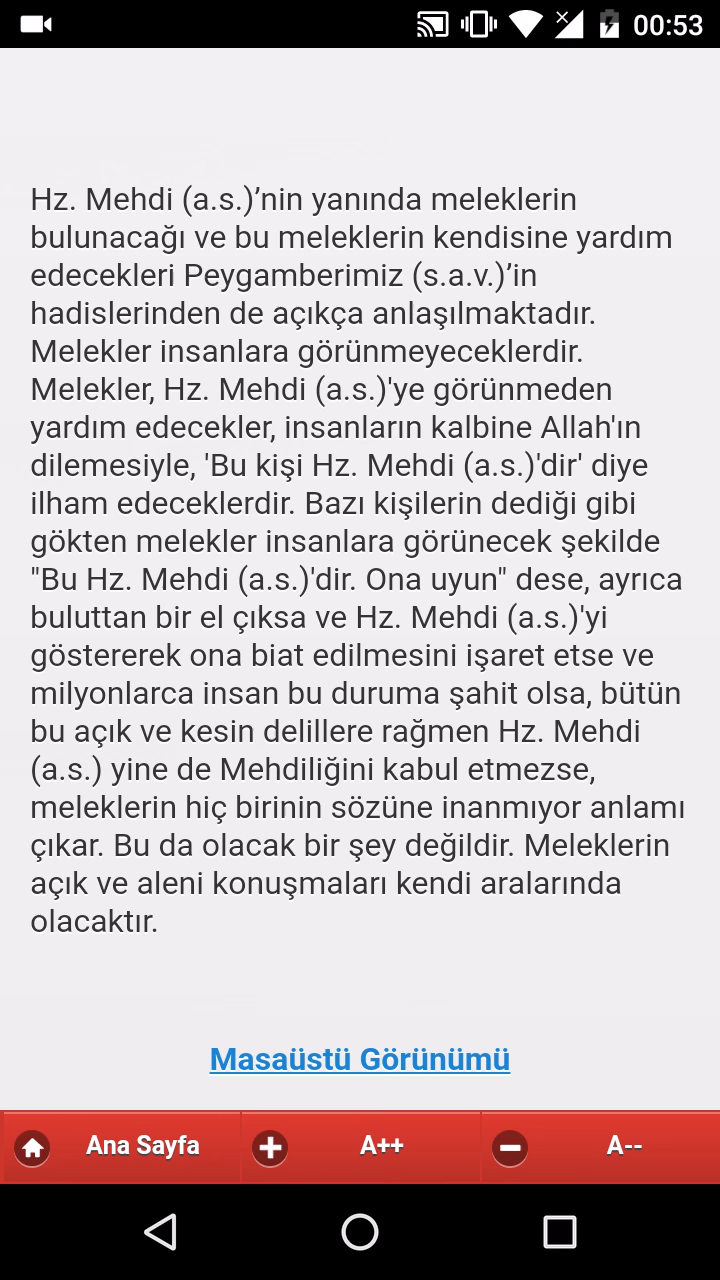 00:53
Hz. Mehdi (a.s.)’nin yanında meleklerin
bulunacağı ve bu meleklerin kendisine yardım
edecekleri Peygamberimiz (s.a.v.)’in
hadislerinden de açıkça anlaşılmaktadır.
Melekler insanlara görünmeyeceklerdir.
Melekler, Hz. Mehdi (a.s.)'ye görünmeden
yardım edecekler, insanların kalbine Allah'ın
dilemesiyle, 'Bu kişi Hz. Mehdi (a.s.)'dir' diye
ilham edeceklerdir. Bazı kişilerin dediği gibi
gökten melekler insanlara görünecek şekilde
"Bu Hz. Mehdi (a.s.)'dir. Ona uyun" dese, ayrıca
buluttan bir el çıksa ve Hz. Mehdi (a.s.)'yi
göstererek ona biat edilmesini işaret etse ve
milyonlarca insan bu duruma şahit olsa, bütün
bu açık ve kesin delillere rağmen Hz. Mehdi
(a.s.) yine de Mehdiliğini kabul etmezse,
meleklerin hiç birinin sözüne inanmıyor anlamı
çıkar. Bu da olacak bir şey değildir. Meleklerin
açık ve aleni konuşmaları kendi aralarında
olacaktır.
Masaüstü Görünümü
Ana Sayfa A++ A--